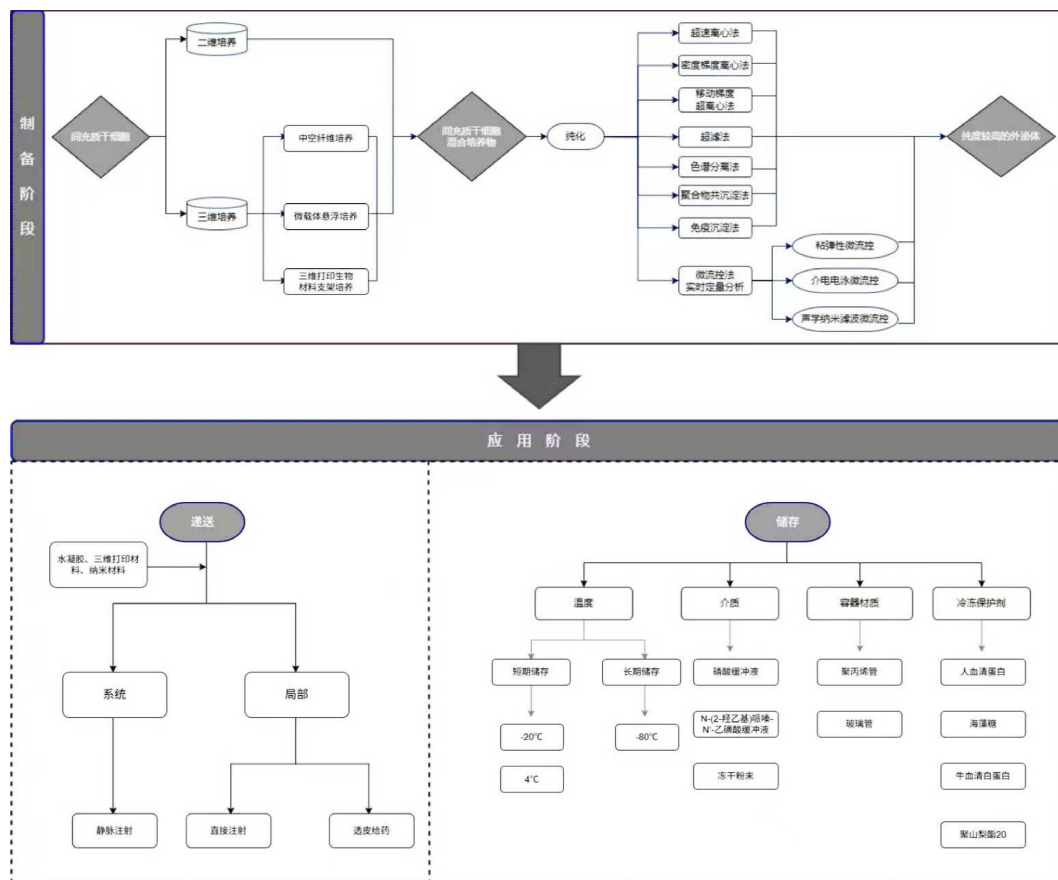 制备阶段
间充质干细胞
二维培养
三维培养
中空纤维培养
微载体悬浮培养
三维打印生物
材料支架培养
间充质干细胞
混合培养物
纯化
超速离心法
密度梯度离心法
移动梯度
超离心法
超滤法
色谱分离法
聚合物共沉淀法
免疫沉淀法
微流控法
实时定量分析
粘弹性微流控
介电电泳微流控
声学纳米滤波微流控
纯度较高的外泌体
应用阶段
递送
水凝胶、三维打印材
料、纳米材料
系统
局部
静脉注射
直接注射
透皮给药
储存
温度
介质
容器材质
冷冻保护剂
短期储存
长期储存
-20℃
4℃
-80℃
磷酸缓冲液
N-(2-羟乙基)哌嗪-
N'-乙磺酸缓冲液
冻干粉末
聚丙烯管
玻璃管
人血清蛋白
海藻糖
牛血清白蛋白
聚山梨酯20